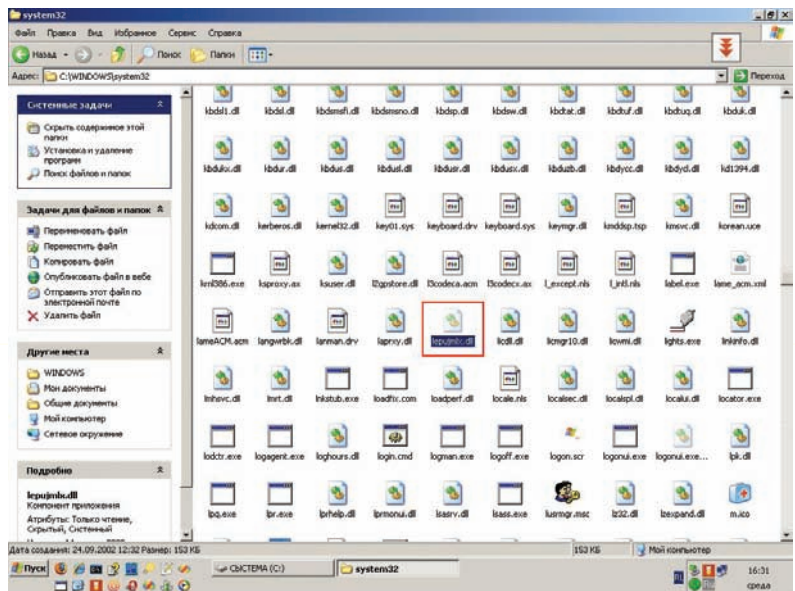 system32
Файл Правка Вид Избранное Сервис Справка
Назад Поиск Папки
Адрес: C:\WINDOWS\system32 Переход
Системные задачи
Скрыть содержимое этой папки
Установка и удаление программ
Поиск файлов и папок
Задачи для файлов и папок
Переименовать файл
Переместить файл
Копировать файл
Опубликовать файл в вебе
Отправить этот файл по электронной почте
Удалить файл
Другие места
WINDOWS
Мои документы
Общие документы
Мой компьютер
Сетевое окружение
Подробно
lepujmlx.dll
Компонент приложения
Атрибуты: Только чтение, Скрытый, Системный
kbdsl1.dll kbdsl.dll kbdsmsfi.dll kbdsmsno.dll kbdsp.dll kbdsw.dll kbdtat.dll kbdtuf.dll kbdtuq.dll kbduk.dll
kbdukx.dll kbdur.dll kbdus.dll kbdusl.dll kbdusr.dll kbdusx.dll kbduzb.dll kbdycc.dll kbdycl.dll kd1394.dll
kdcom.dll kerberos.dll kernel32.dll key01.sys keyboard.drv keyboard.sys keymgr.dll kmddsp.tsp kmsvc.dll korean.uce
krnl386.exe ksproxy.ax ksuser.dll l2gpstore.dll l3codeca.acm l3codecx.ax l_except.nls l_intl.nls label.exe lame_acm.xml
lameACM.acm langwrbk.dll lanman.drv laprxy.dll lepujmlx.dll licdll.dll licmgr10.dll licwmi.dll lights.exe linkinfo.dll
lmhsvc.dll lmrt.dll lnkstub.exe loadfix.com loadperf.dll locale.nls localsec.dll localspl.dll localui.dll locator.exe
lodctr.exe logagent.exe loghours.dll login.cmd logman.exe logoff.exe logon.scr logonui.exe logonui.exe... lpk.dll
lpq.exe lpr.exe lprhelp.dll lprmonui.dll lsasrv.dll lsass.exe lusrmgr.msc lz32.dll lzexpand.dll m.ico
Дата создания: 24.09.2002 12:32 Размер: 153 КБ 153 КБ Мой компьютер
Пуск СЫСТЕМА (C:) system32 16:31
среда